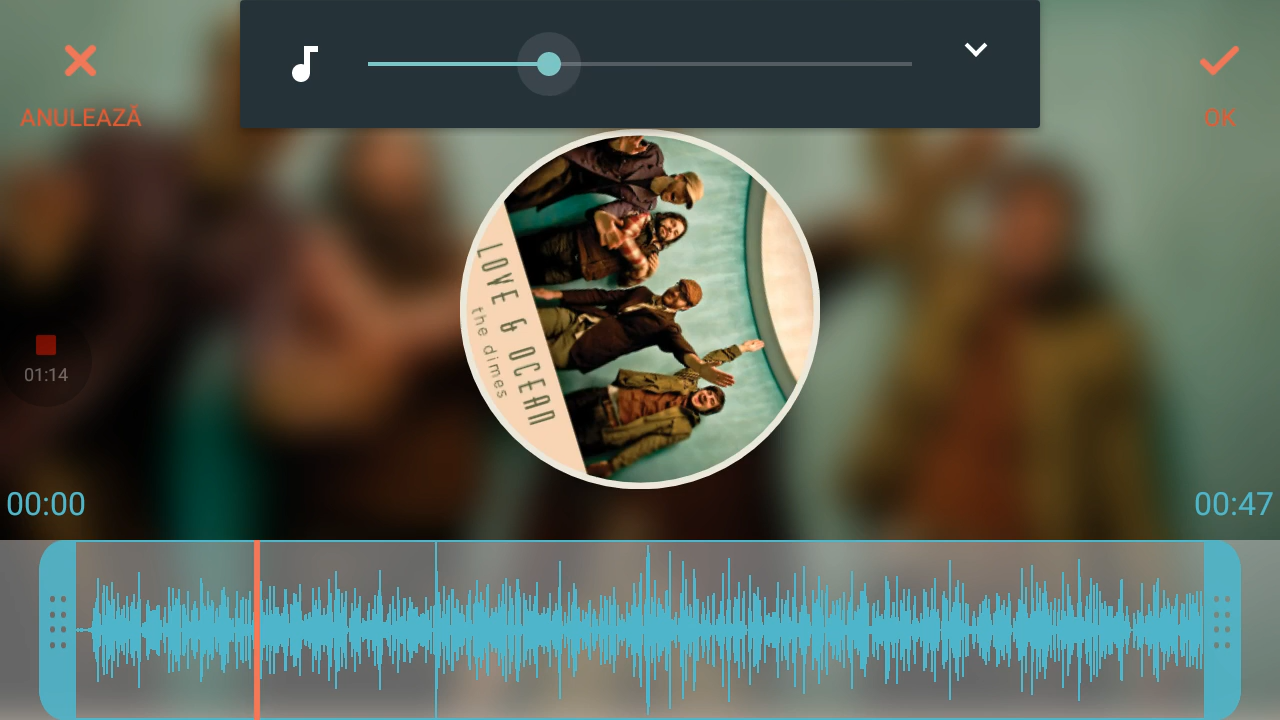 ANULEAZĂ
OK
LOVE & OCEAN
the dimes
01:14
00:00
00:47